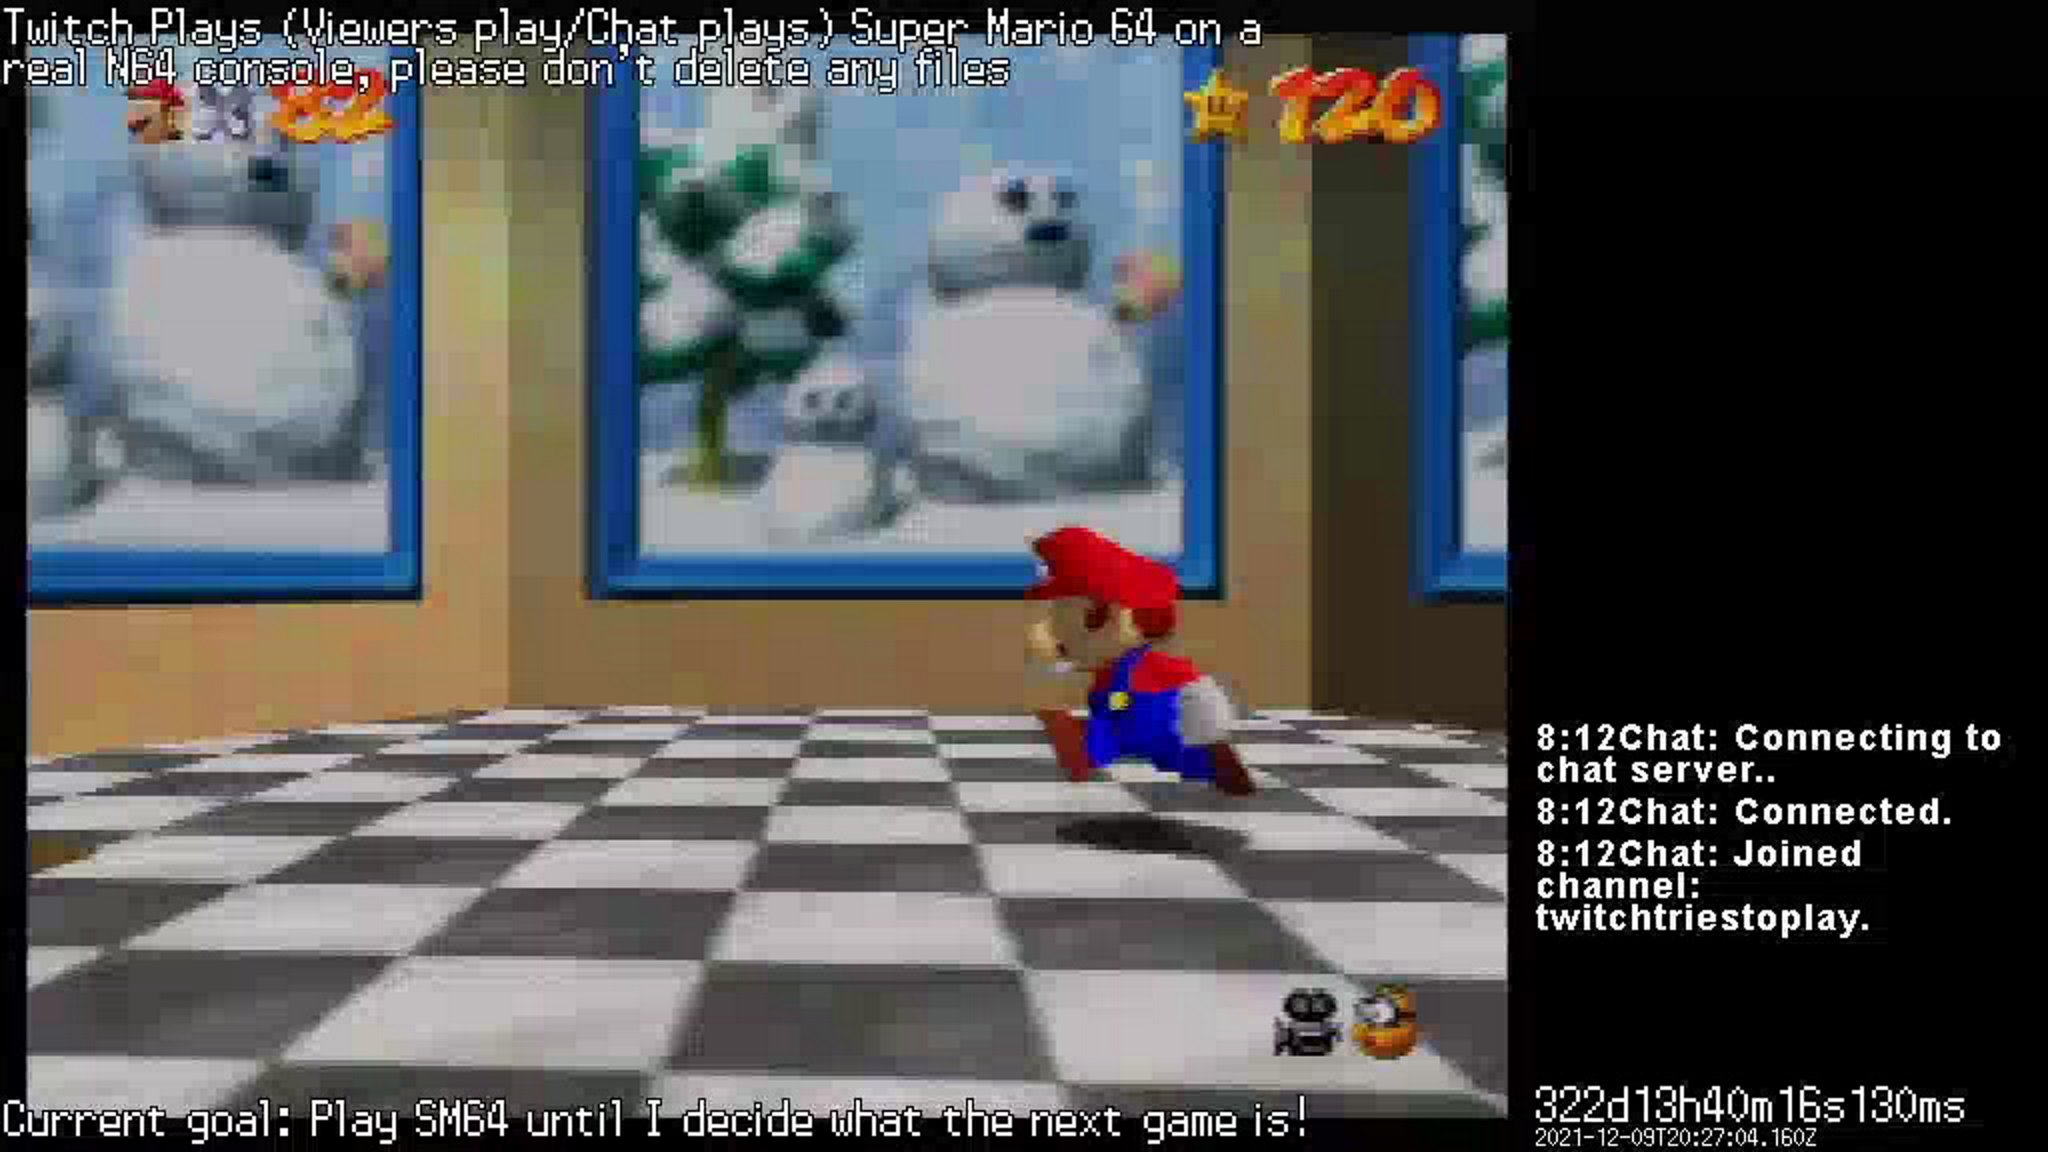 Twitch Plays (Viewers play/Chat plays) Super Mario 64 on a
real N64 console, please don't delete any files
120
8:12Chat: Connecting to
chat server..
8:12Chat: Connected.
8:12Chat: Joined
channel:
twitchtriestoplay.
Current goal: Play SM64 until I decide what the next game is!
322d13h40m16s130ms
2021-12-09T20:27:04.160Z